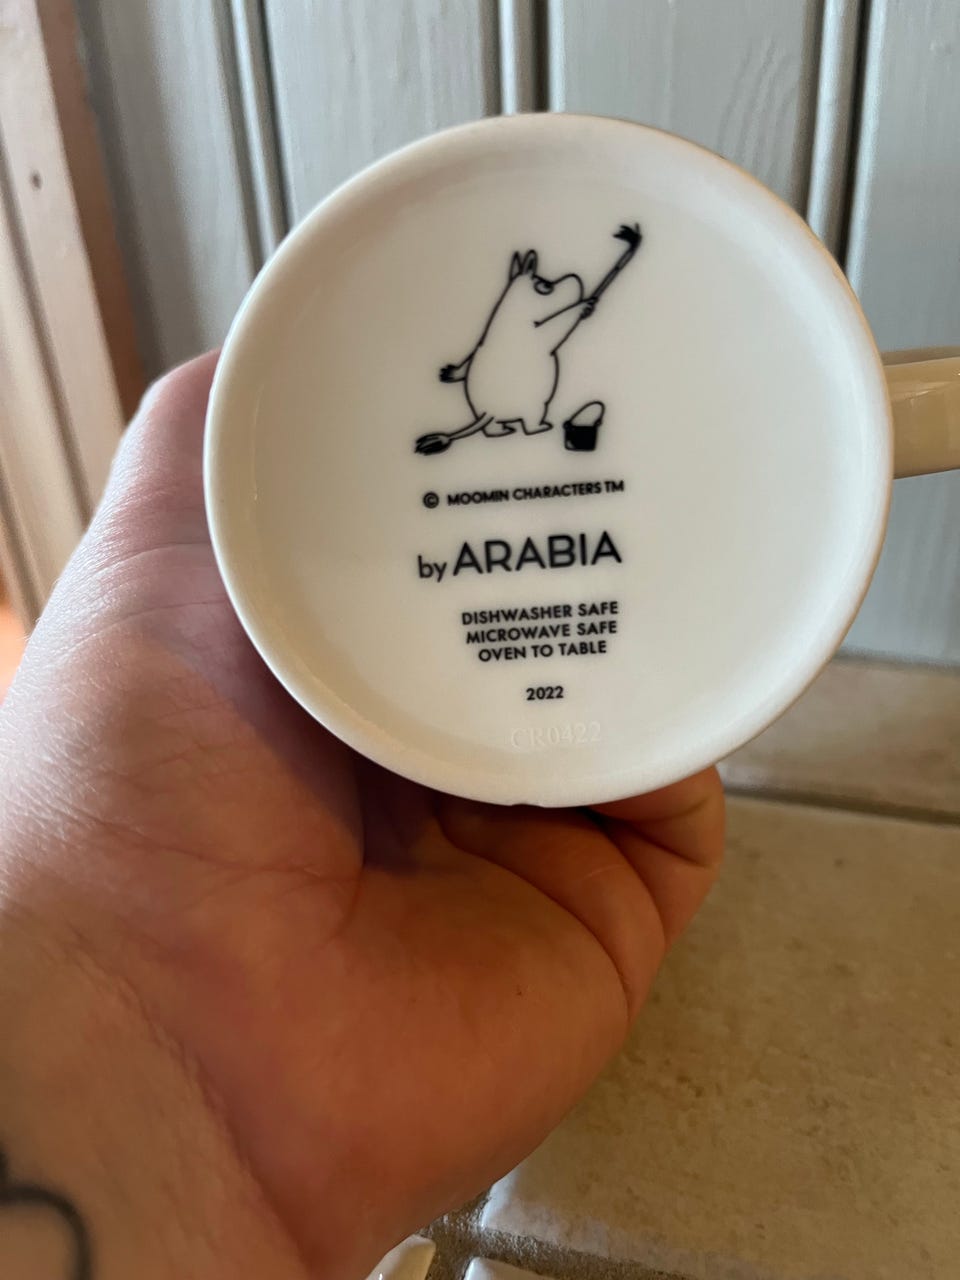 © MOOMIN CHARACTERS TM
by ARABIA
DISHWASHER SAFE
MICROWAVE SAFE
OVEN TO TABLE
2022
CR0422